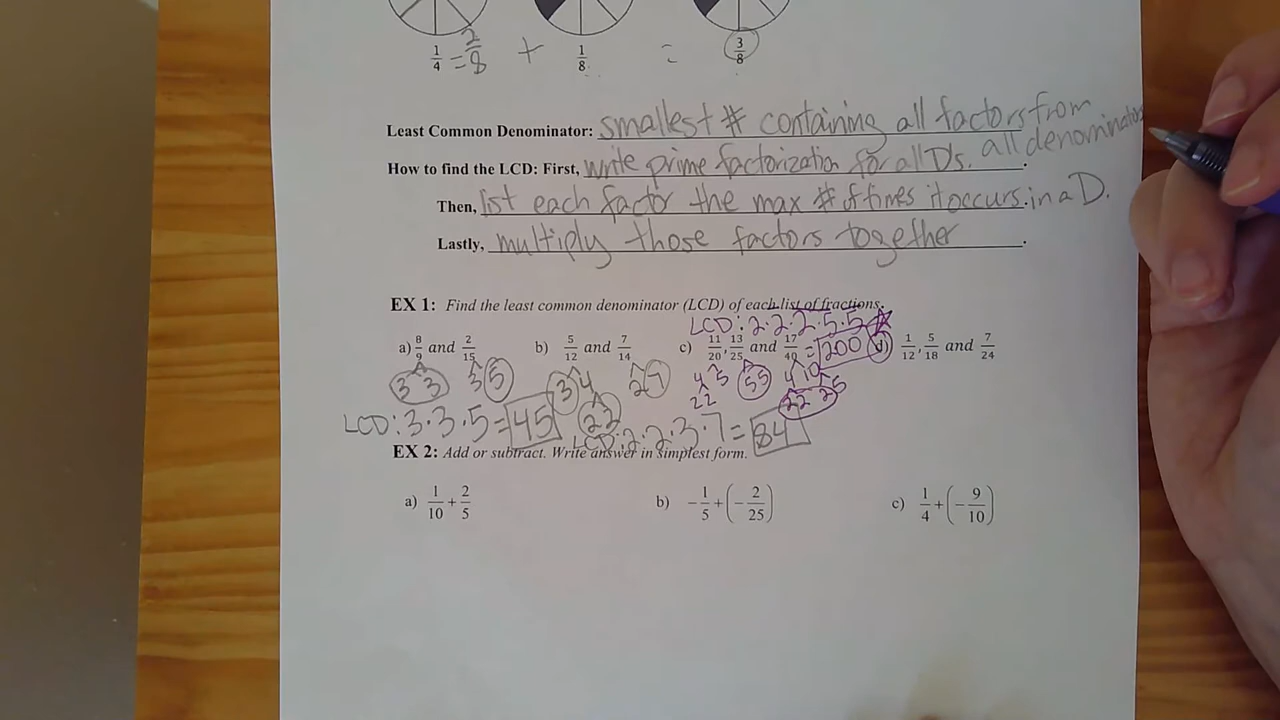 1/4 = 2/8 + 1/8 = 3/8
Least Common Denominator: smallest # containing all factors from all denominators
How to find the LCD: First, write prime factorization for all D's.
Then, list each factor the max # of times it occurs. in a D.
Lastly, multiply those factors together.
EX 1: Find the least common denominator (LCD) of each list of fractions.
LCD: 2·2·2·5·5
a) 8/9 and 2/15 b) 5/12 and 7/14 c) 11/20, 13/25 and 17/40 = 200 d) 1/12, 5/18 and 7/24
3 3 3 5 3 4 2 7 4 5 5 5 4 10
2 2 2 2 2 2 2 5
LCD: 3·3·5 = 45 LCD: 2·2·3·7 = 84
EX 2: Add or subtract. Write answer in simplest form.
a) 1/10 + 2/5 b) -1/5 + (-2/25) c) 1/4 + (-9/10)